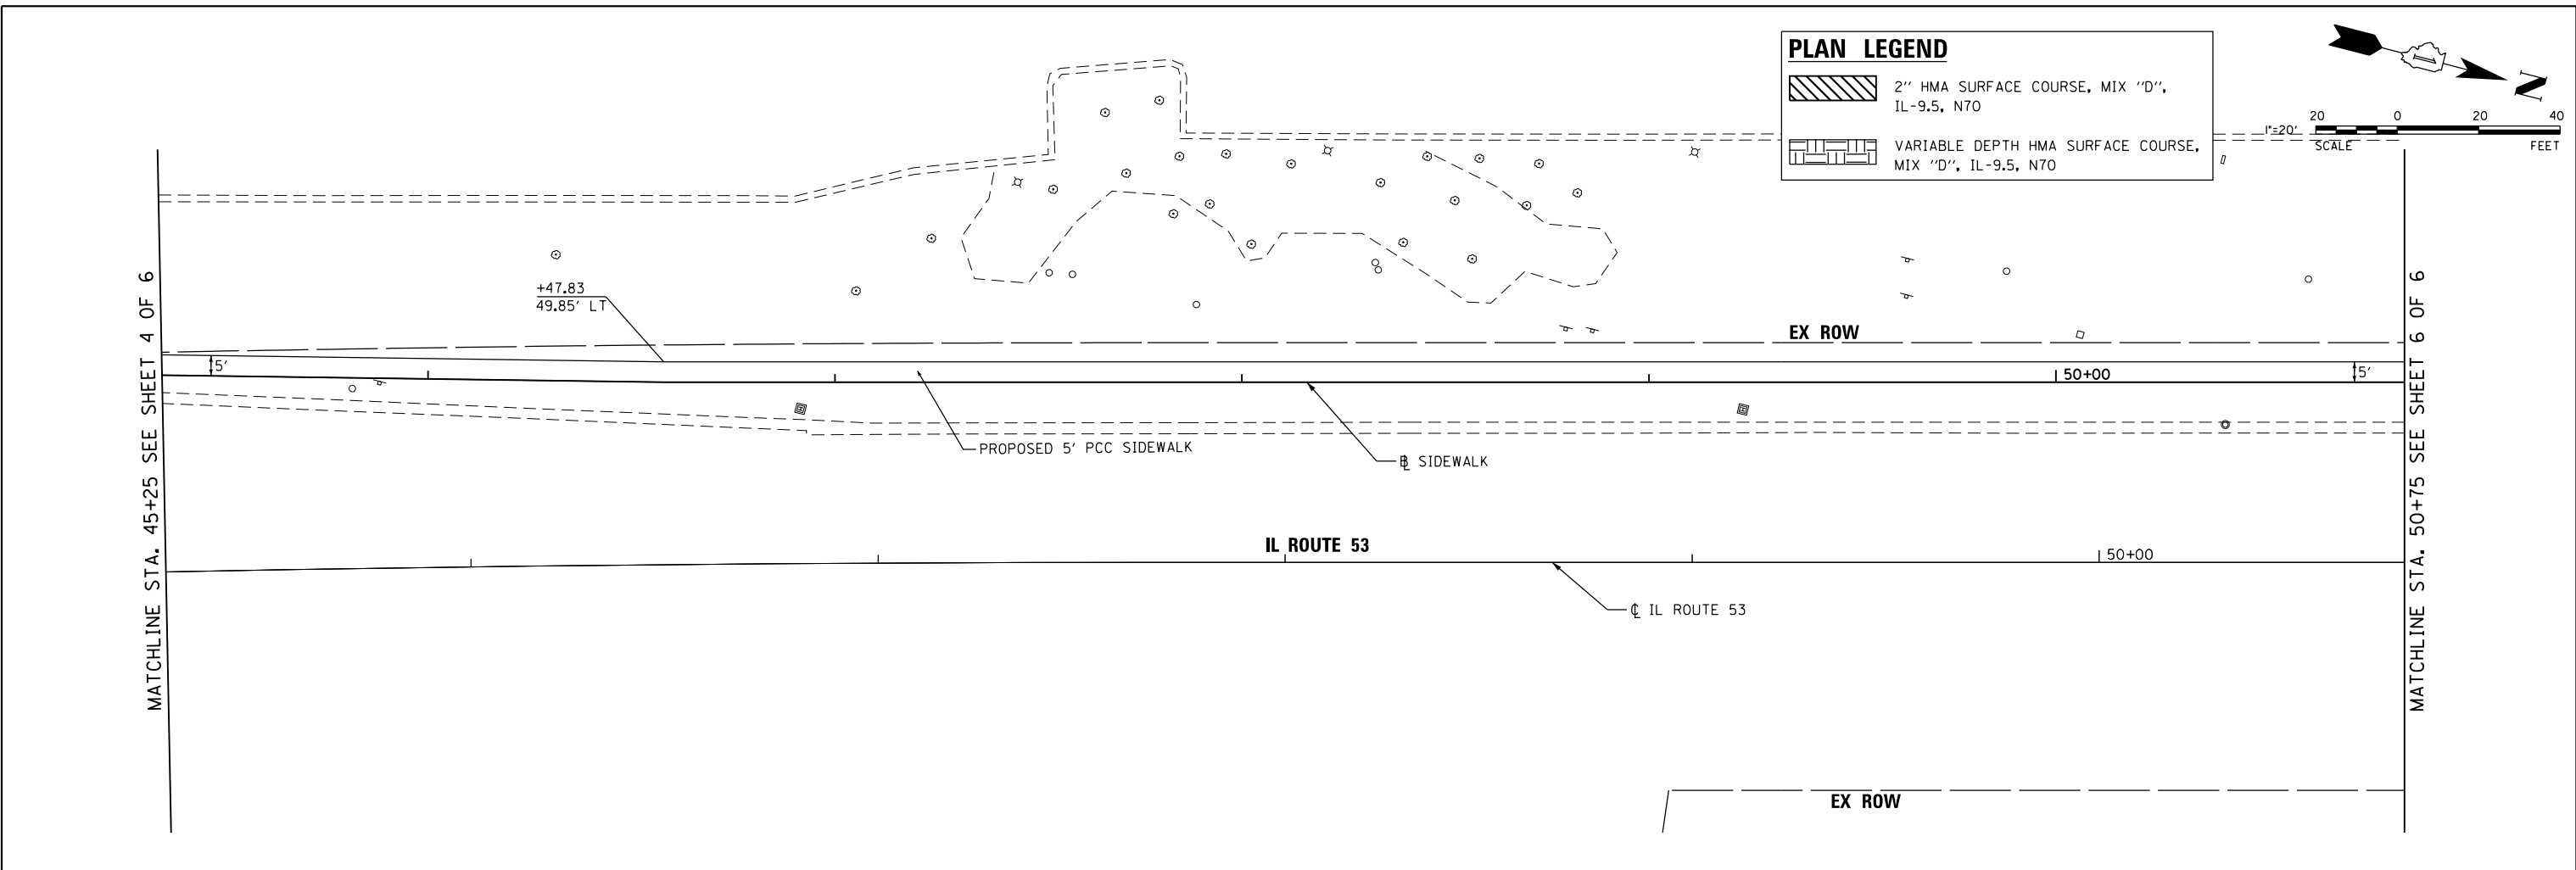 PLAN LEGEND
2" HMA SURFACE COURSE, MIX "D",
IL-9.5, N70
VARIABLE DEPTH HMA SURFACE COURSE,
MIX "D", IL-9.5, N70
N
20 0 20 40
1"=20'
SCALE FEET
MATCHLINE STA. 45+25 SEE SHEET 4 OF 6
+47.83
49.85' LT
5'
EX ROW
50+00
5'
PROPOSED 5' PCC SIDEWALK
BL SIDEWALK
IL ROUTE 53
50+00
CL IL ROUTE 53
EX ROW
MATCHLINE STA. 50+75 SEE SHEET 6 OF 6